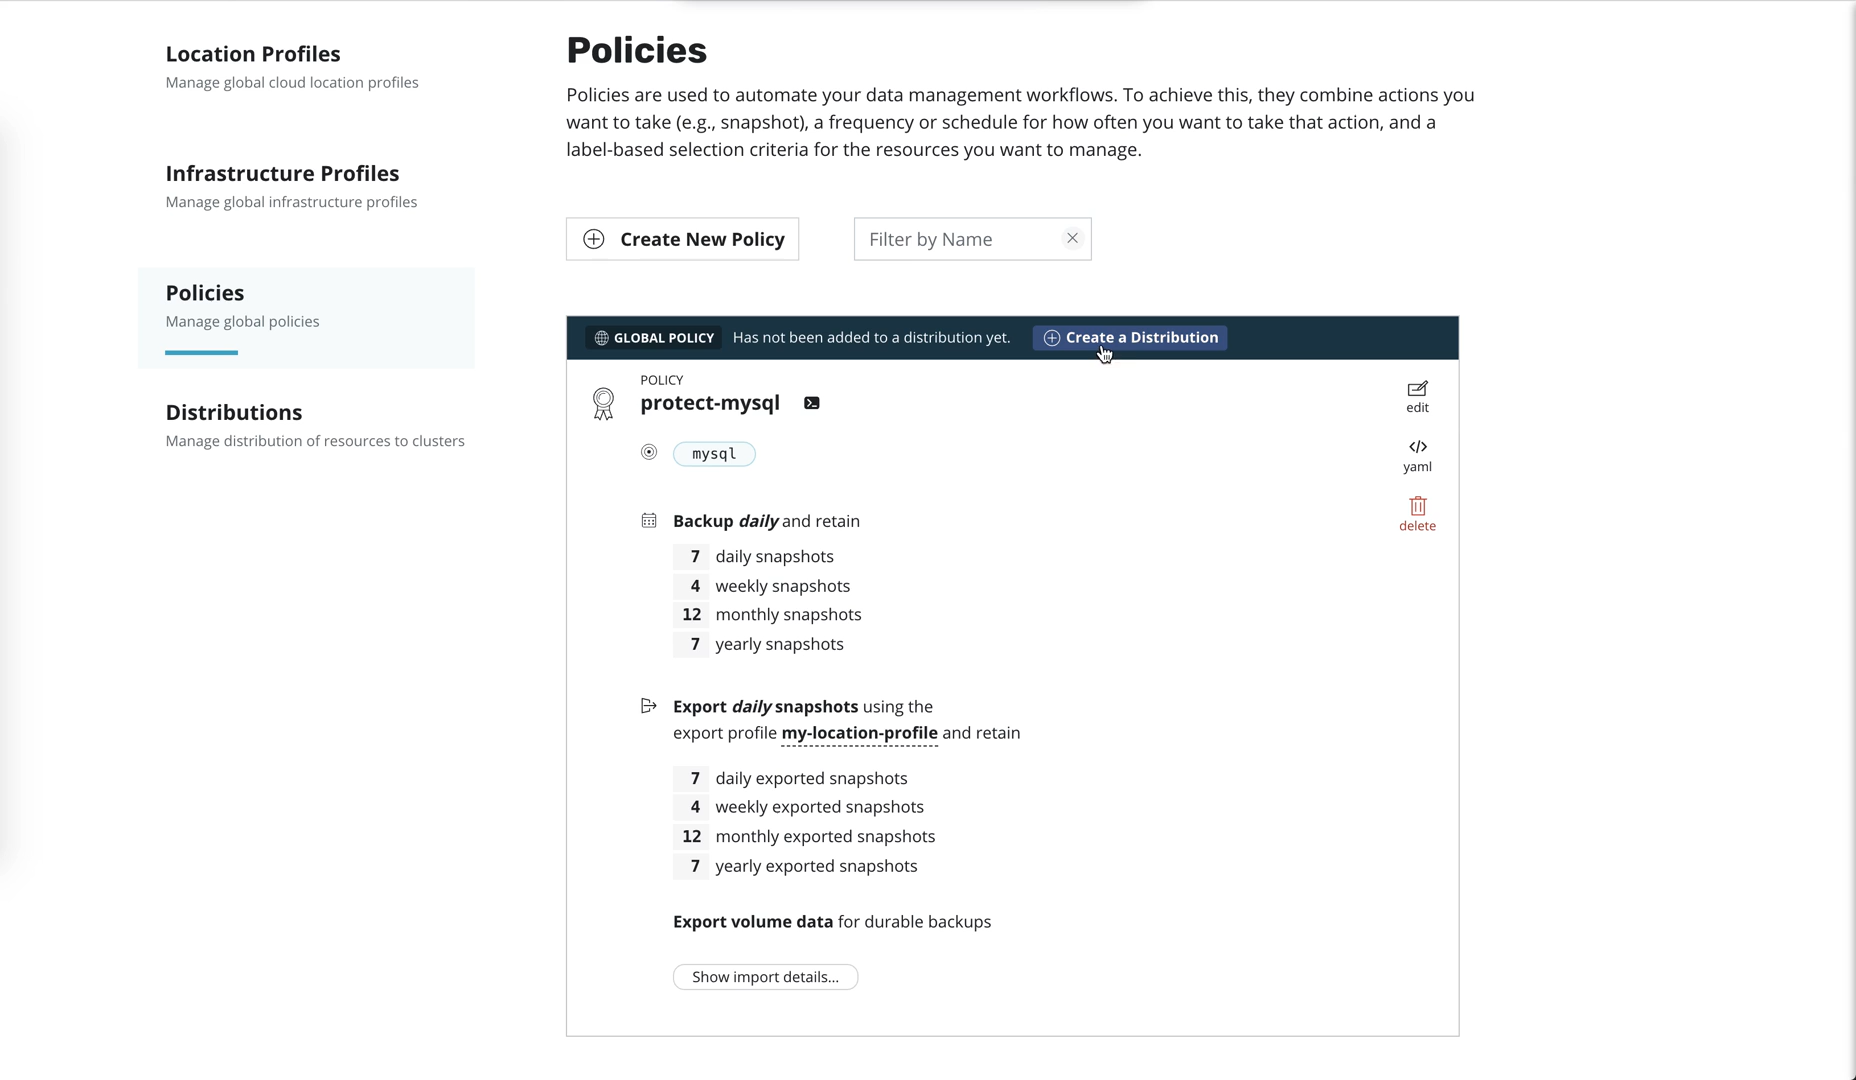 Location Profiles
Manage global cloud location profiles
Infrastructure Profiles
Manage global infrastructure profiles
Policies
Manage global policies
Distributions
Manage distribution of resources to clusters
Policies
Policies are used to automate your data management workflows. To achieve this, they combine actions you
want to take (e.g., snapshot), a frequency or schedule for how often you want to take that action, and a
label-based selection criteria for the resources you want to manage.
Create New Policy
Filter by Name
GLOBAL POLICY Has not been added to a distribution yet. Create a Distribution
POLICY
protect-mysql
edit
mysql
yaml
delete
Backup daily and retain
7 daily snapshots
4 weekly snapshots
12 monthly snapshots
7 yearly snapshots
Export daily snapshots using the
export profile my-location-profile and retain
7 daily exported snapshots
4 weekly exported snapshots
12 monthly exported snapshots
7 yearly exported snapshots
Export volume data for durable backups
Show import details...